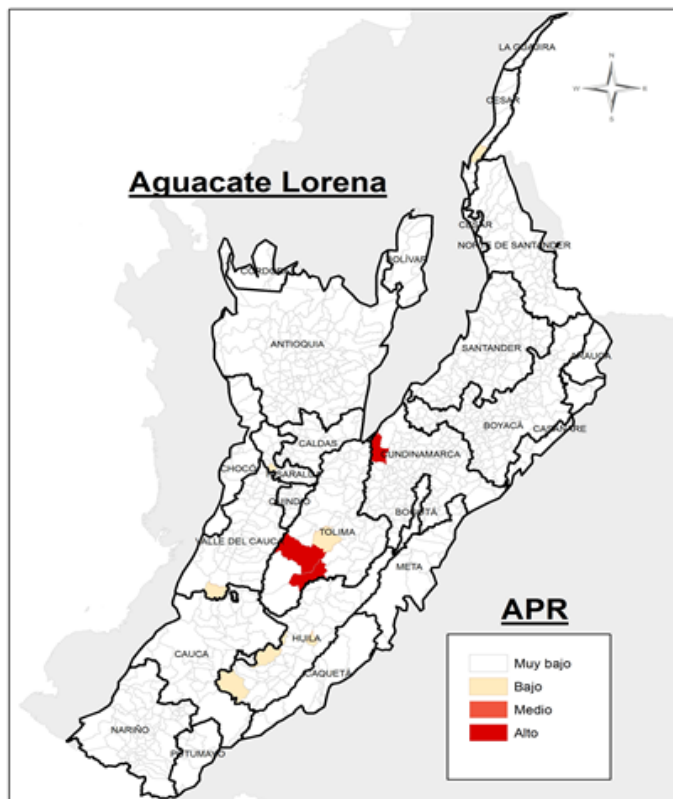 LA GUAJIRA
CESAR
N
W E
S
Aguacate Lorena
CESAR
NORTE DE SANTANDER
BOLÍVAR
CÓRDOBA
ANTIOQUIA
SANTANDER
ARAUCA
BOYACÁ
CASANARE
CALDAS
CUNDINAMARCA
CHOCÓ
RISARALDA
QUINDÍO
BOGOTÁ
VALLE DEL CAUCA
TOLIMA
META
HUILA
CAUCA
CAQUETÁ
NARIÑO
PUTUMAYO
APR
Muy bajo
Bajo
Medio
Alto